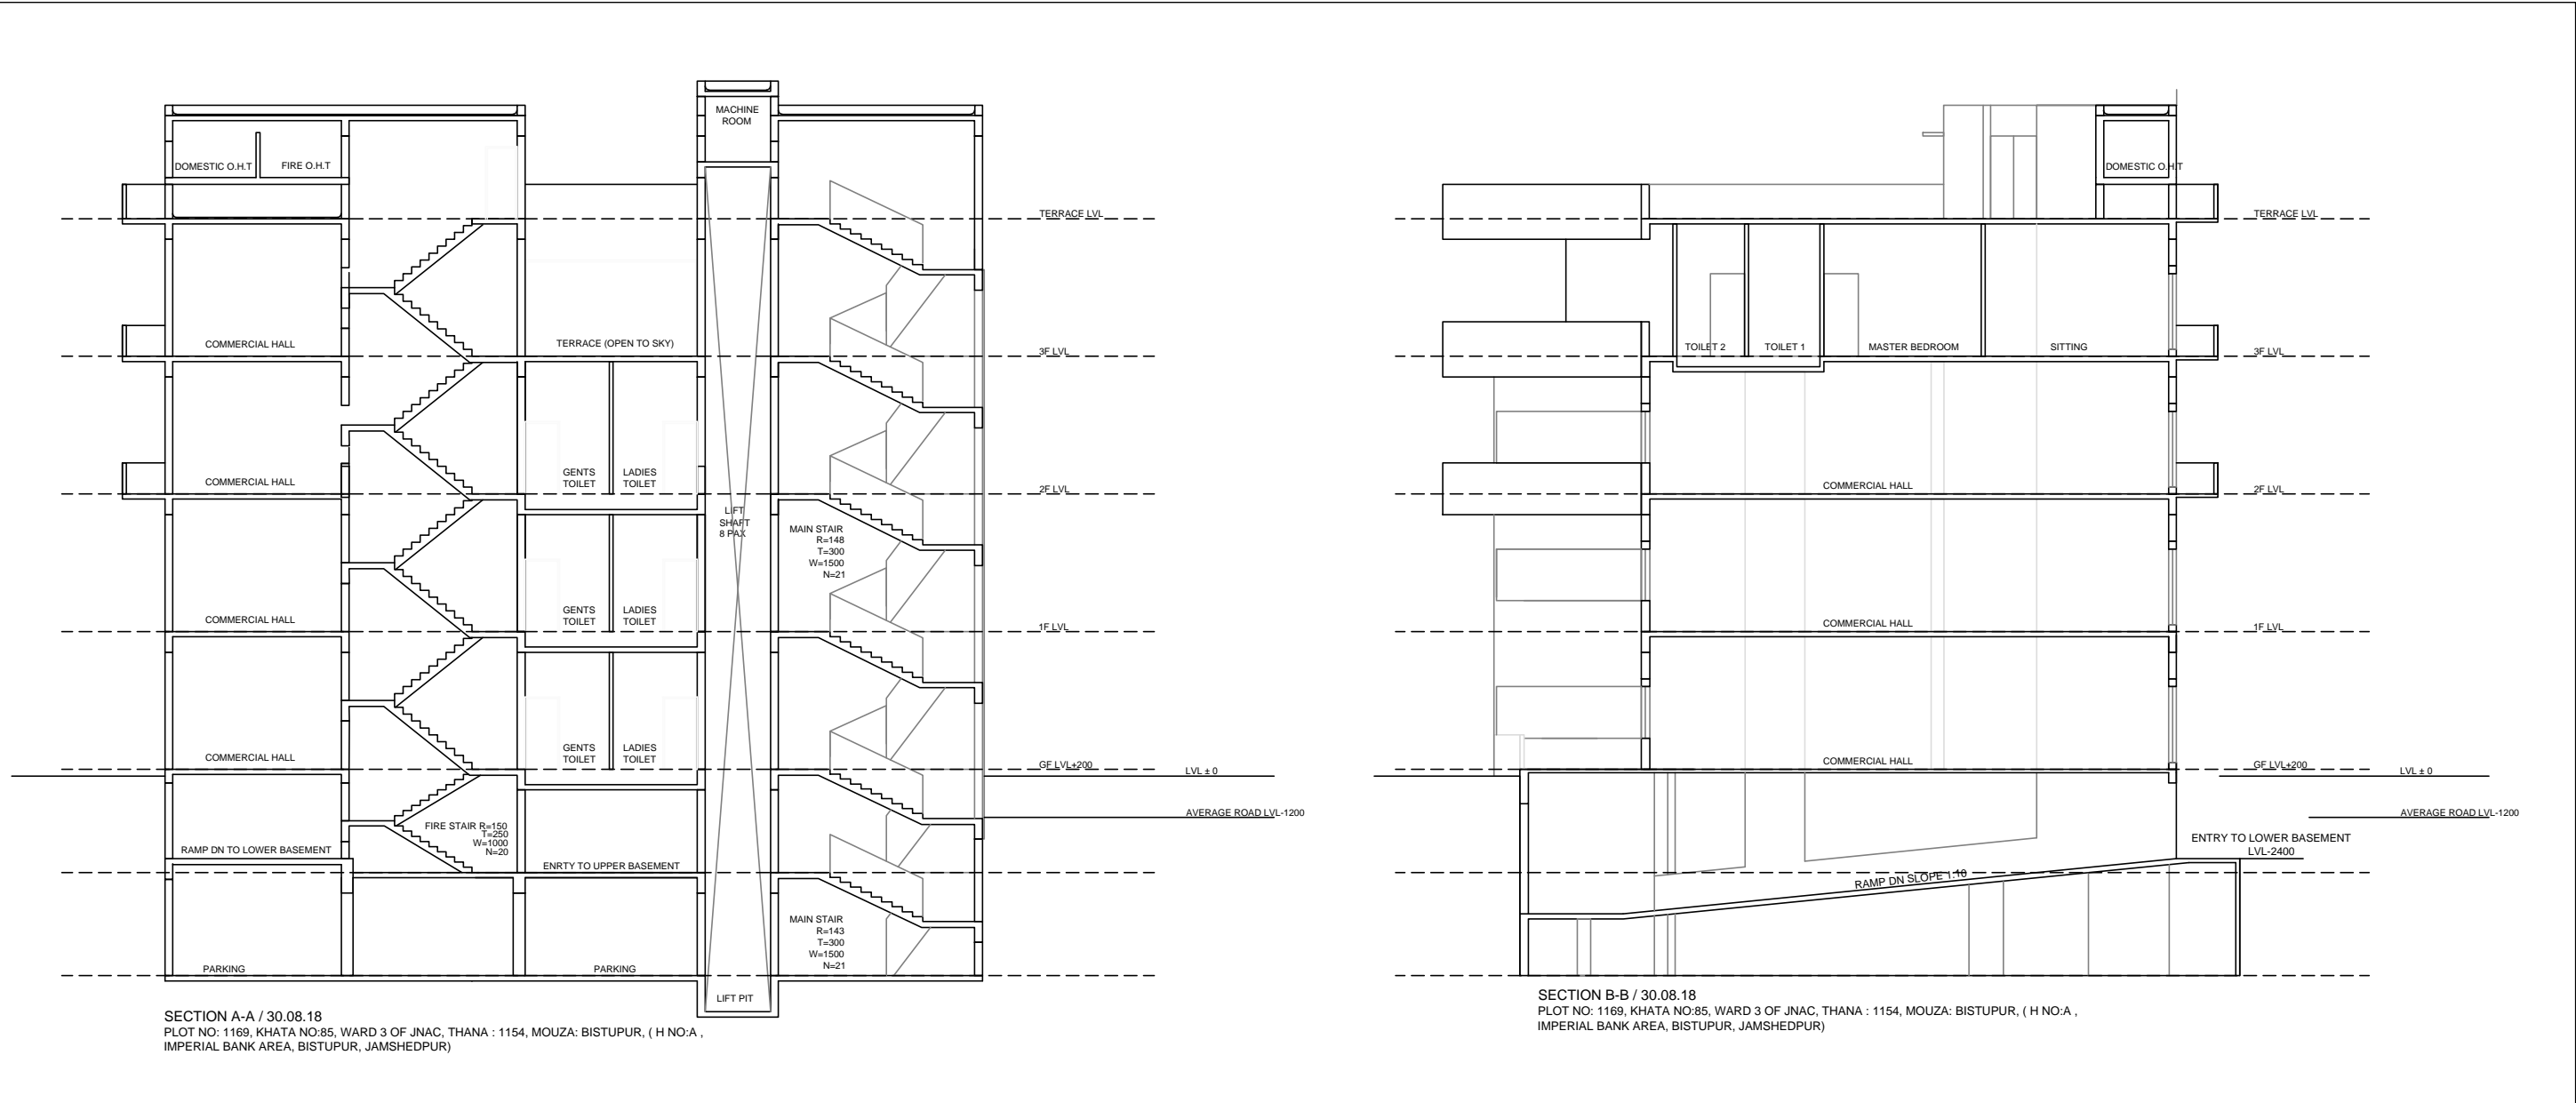 MACHINE
ROOM
DOMESTIC O.H.T
FIRE O.H.T
TERRACE LVL
COMMERCIAL HALL
TERRACE (OPEN TO SKY)
3F LVL
COMMERCIAL HALL
GENTS
TOILET
LADIES
TOILET
2F LVL
LIFT
SHAFT
8 PAX
MAIN STAIR
R=148
T=300
W=1500
N=21
COMMERCIAL HALL
GENTS
TOILET
LADIES
TOILET
1F LVL
COMMERCIAL HALL
GENTS
TOILET
LADIES
TOILET
GF LVL+200
LVL ± 0
AVERAGE ROAD LVL-1200
FIRE STAIR R=150
T=250
W=1000
N=20
RAMP DN TO LOWER BASEMENT
ENRTY TO UPPER BASEMENT
MAIN STAIR
R=143
T=300
W=1500
N=21
PARKING
PARKING
LIFT PIT
SECTION A-A / 30.08.18
PLOT NO: 1169, KHATA NO:85, WARD 3 OF JNAC, THANA : 1154, MOUZA: BISTUPUR, ( H NO:A ,
IMPERIAL BANK AREA, BISTUPUR, JAMSHEDPUR)
DOMESTIC O.H.T
TERRACE LVL
TOILET 2
TOILET 1
MASTER BEDROOM
SITTING
3F LVL
COMMERCIAL HALL
2F LVL
COMMERCIAL HALL
1F LVL
COMMERCIAL HALL
GF LVL+200
LVL ± 0
AVERAGE ROAD LVL-1200
ENTRY TO LOWER BASEMENT
LVL-2400
RAMP DN SLOPE 1:10
SECTION B-B / 30.08.18
PLOT NO: 1169, KHATA NO:85, WARD 3 OF JNAC, THANA : 1154, MOUZA: BISTUPUR, ( H NO:A ,
IMPERIAL BANK AREA, BISTUPUR, JAMSHEDPUR)